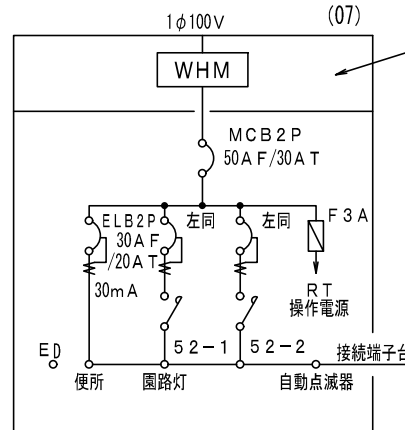 1φ100V
(07)
WHM
MCB2P
50AF/30AT
ELB2P
30AF
/20AT
30mA
左同
左同
F3A
RT
操作電源
52-1
52-2
接続端子台
ED
便所
園路灯
自動点滅器